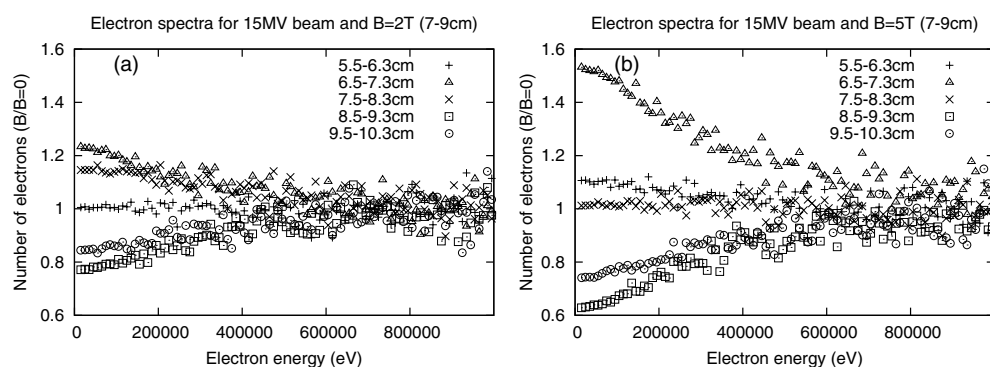 Electron spectra for 15MV beam and B=2T (7-9cm)
(a)
5.5-6.3cm
6.5-7.3cm
7.5-8.3cm
8.5-9.3cm
9.5-10.3cm
1.6
1.4
1.2
1
0.8
0.6
Number of electrons (B/B=0)
0 200000 400000 600000 800000
Electron energy (eV)
Electron spectra for 15MV beam and B=5T (7-9cm)
(b)
5.5-6.3cm
6.5-7.3cm
7.5-8.3cm
8.5-9.3cm
9.5-10.3cm
1.6
1.4
1.2
1
0.8
0.6
Number of electrons (B/B=0)
0 200000 400000 600000 800000
Electron energy (eV)